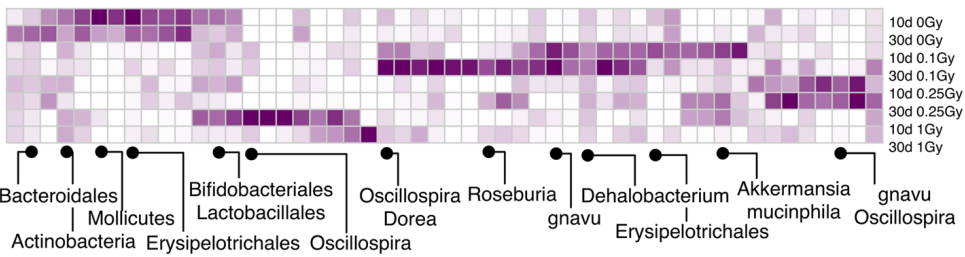 10d 0Gy
30d 0Gy
10d 0.1Gy
30d 0.1Gy
10d 0.25Gy
30d 0.25Gy
10d 1Gy
30d 1Gy
Bacteroidales
Mollicutes
Actinobacteria
Erysipelotrichales
Bifidobacteriales
Lactobacillales
Oscillospira
Oscillospira
Dorea
Roseburia
gnavu
Dehalobacterium
Erysipelotrichales
Akkermansia
mucinphila
gnavu
Oscillospira